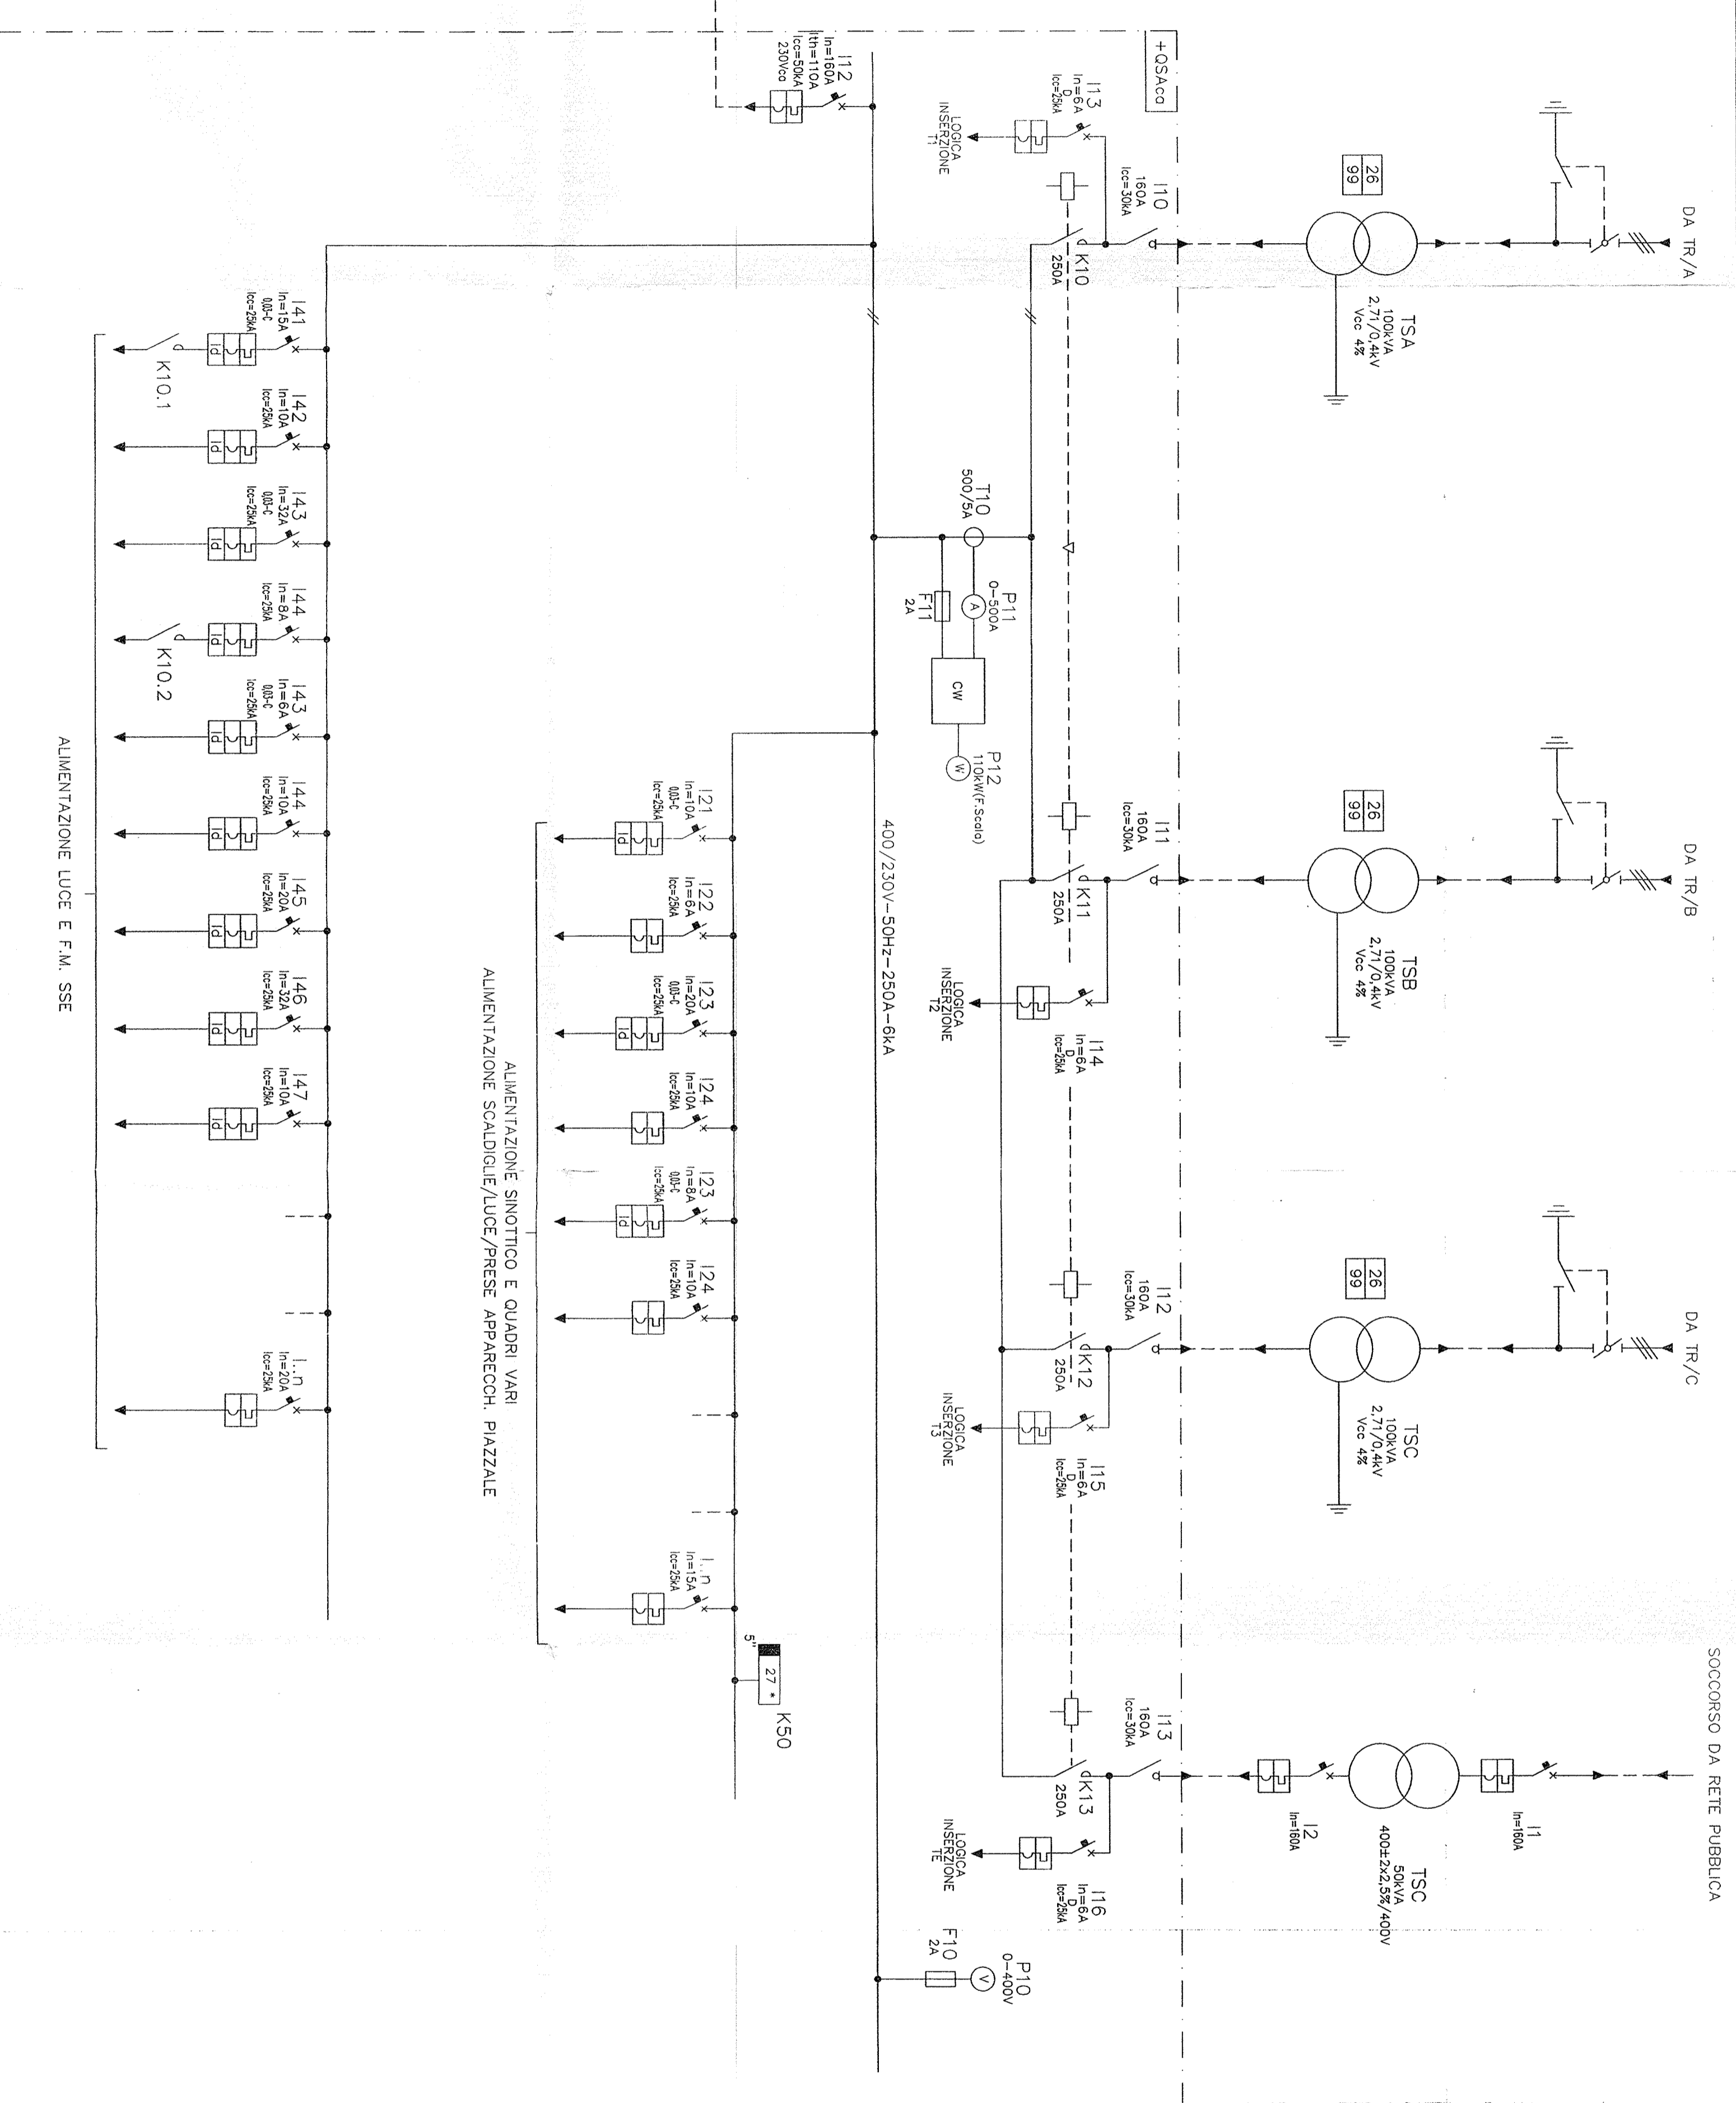 DA TR/A
DA TR/B
DA TR/C
SOCCORSO DA RETE PUBBLICA
26
99
TSA
100kVA
2,71/0,4kV
Vcc 4%
26
99
TSB
100kVA
2,71/0,4kV
Vcc 4%
26
99
TSC
100kVA
2,71/0,4kV
Vcc 4%
I1
In=160A
TSC
50kVA
400±2x2,5%/400V
I2
In=160A
+QSAca
I10
160A
Icc=30kA
I11
160A
Icc=30kA
I12
160A
Icc=30kA
I13
160A
Icc=30kA
I13
In=6A
D
Icc=25kA
K10
250A
LOGICA
INSERZIONE
T1
K11
250A
I14
In=6A
D
Icc=25kA
LOGICA
INSERZIONE
T2
K12
250A
I15
In=6A
D
Icc=25kA
LOGICA
INSERZIONE
T3
K13
250A
I16
In=6A
D
Icc=25kA
LOGICA
INSERZIONE
TE
T10
500/5A
P11
0-500A
A
F11
2A
CW
P12
110kW(F.Scala)
W
P10
0-400V
V
F10
2A
400/230V-50Hz-250A-6kA
I12
In=160A
Ith=110A
Icc=50kA
230Vca
K50
27 *
5"
I21
In=10A
0,03-C
Icc=25kA
Id
I22
In=6A
Icc=25kA
I23
In=20A
0,03-C
Icc=25kA
Id
I24
In=10A
Icc=25kA
I23
In=8A
0,03-C
Icc=25kA
Id
I24
In=10A
Icc=25kA
I..n
In=15A
Icc=25kA
ALIMENTAZIONE SINOTTICO E QUADRI VARI
ALIMENTAZIONE SCALDIGLIE/LUCE/PRESE APPARECCH. PIAZZALE
I41
In=15A
0,03-C
Icc=25kA
Id
K10.1
I42
In=10A
Icc=25kA
Id
I43
In=32A
0,03-C
Icc=25kA
Id
I44
In=8A
Icc=25kA
Id
K10.2
I43
In=6A
0,03-C
Icc=25kA
Id
I44
In=10A
Icc=25kA
Id
I45
In=20A
Icc=25kA
Id
I46
In=32A
Icc=25kA
Id
I47
In=10A
Icc=25kA
Id
I..n
In=20A
Icc=25kA
ALIMENTAZIONE LUCE E F.M. SSE